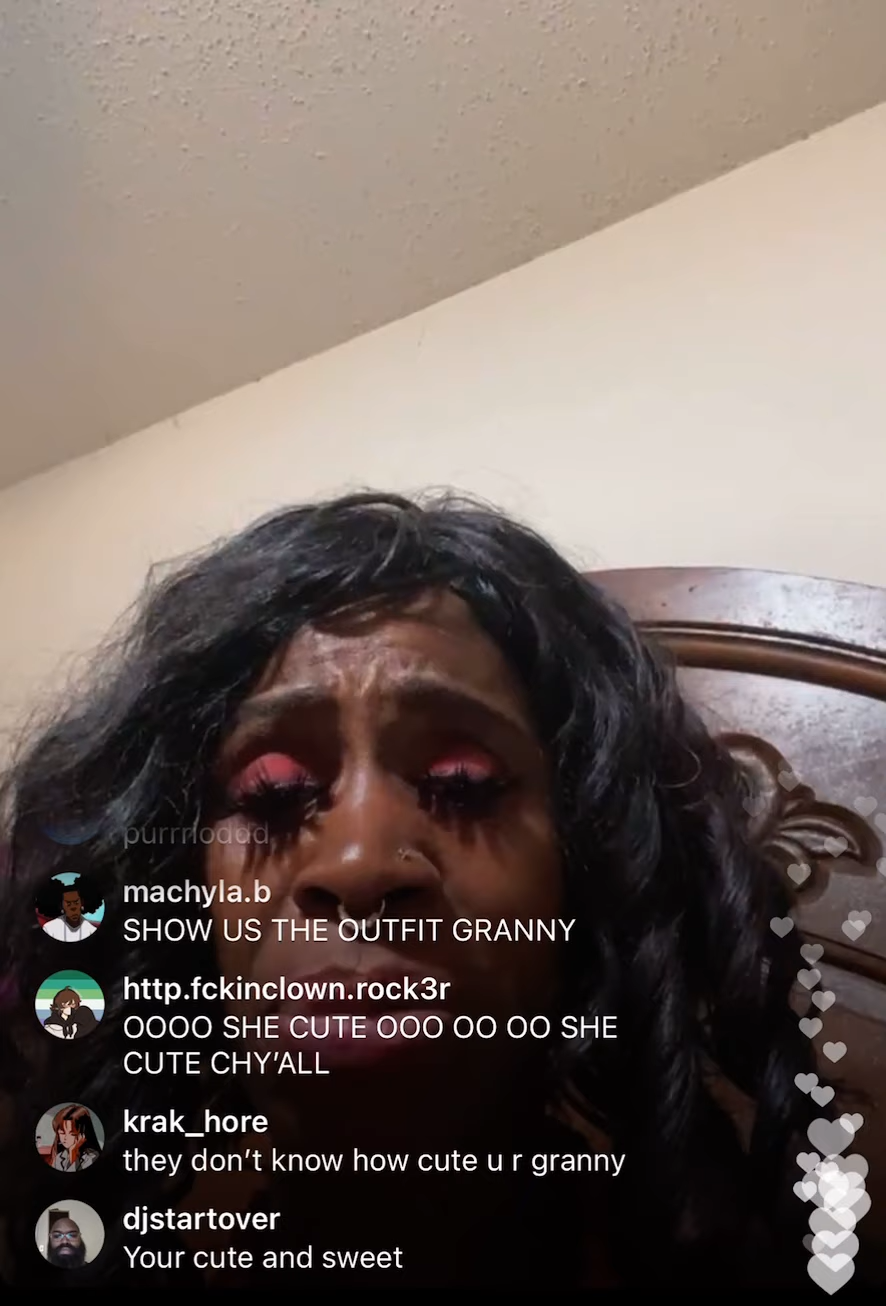 purrrloddd
machyla.b
SHOW US THE OUTFIT GRANNY
http.fckinclown.rock3r
OOOO SHE CUTE OOO OO OO SHE
CUTE CHY’ALL
krak_hore
they don’t know how cute u r granny
djstartover
Your cute and sweet